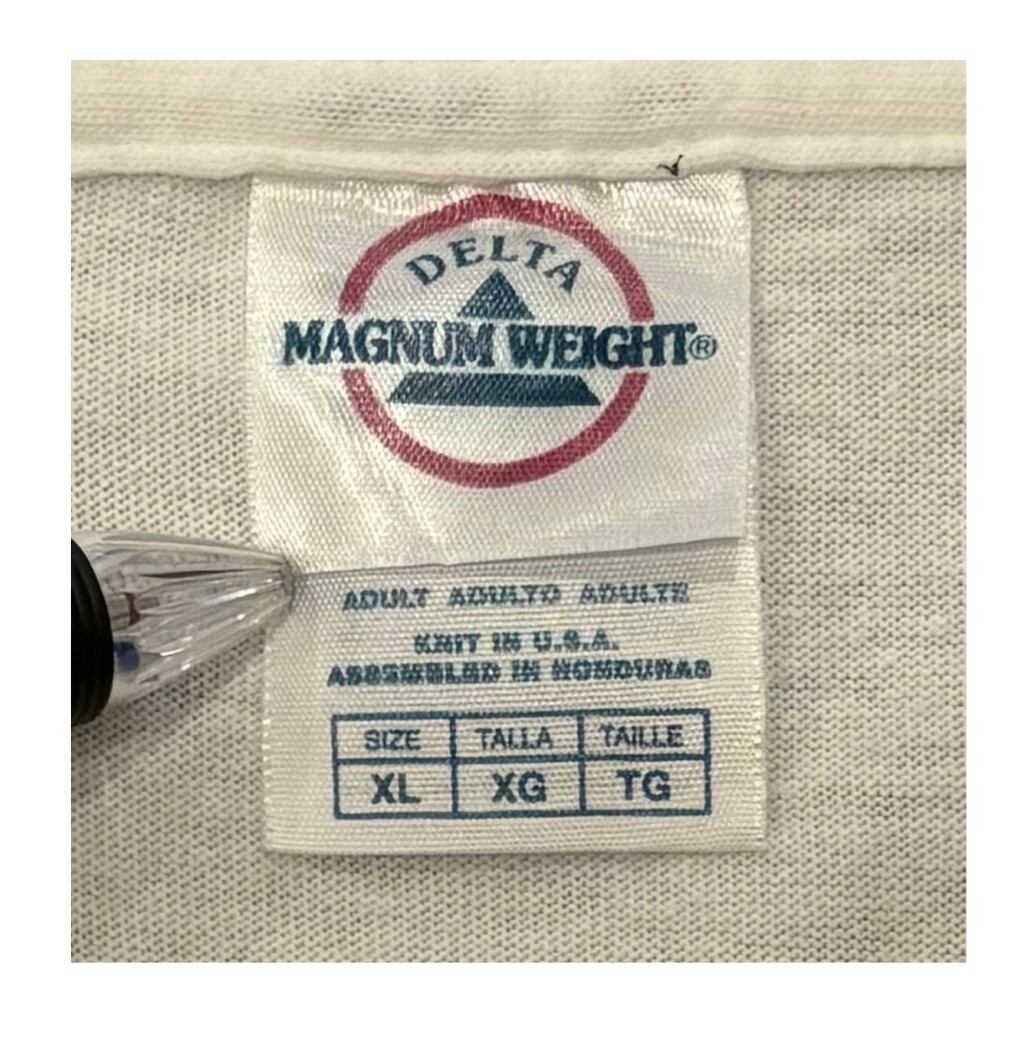 DELTA
MAGNUM WEIGHT®
ADULT ADULTO ADULTE
KNIT IN U.S.A.
ASSEMBLED IN HONDURAS
SIZE TALLA TAILLE
XL XG TG